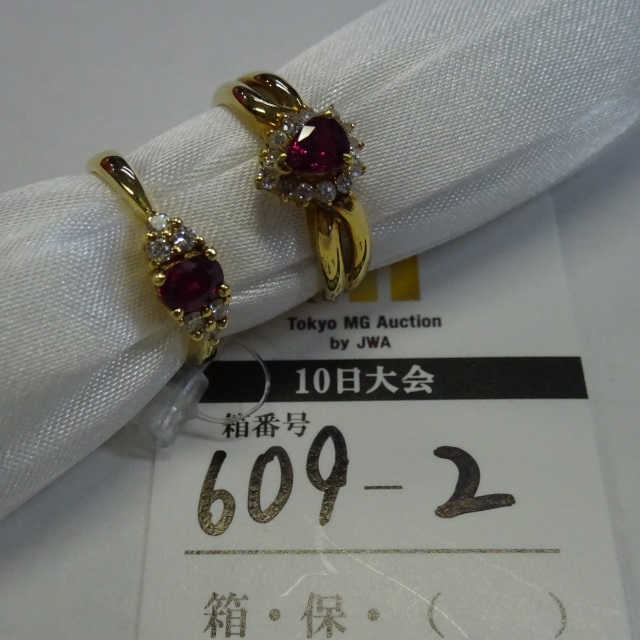 Tokyo MG Auction
by JWA
10日大会
箱番号
609-2
箱・保・(　　)